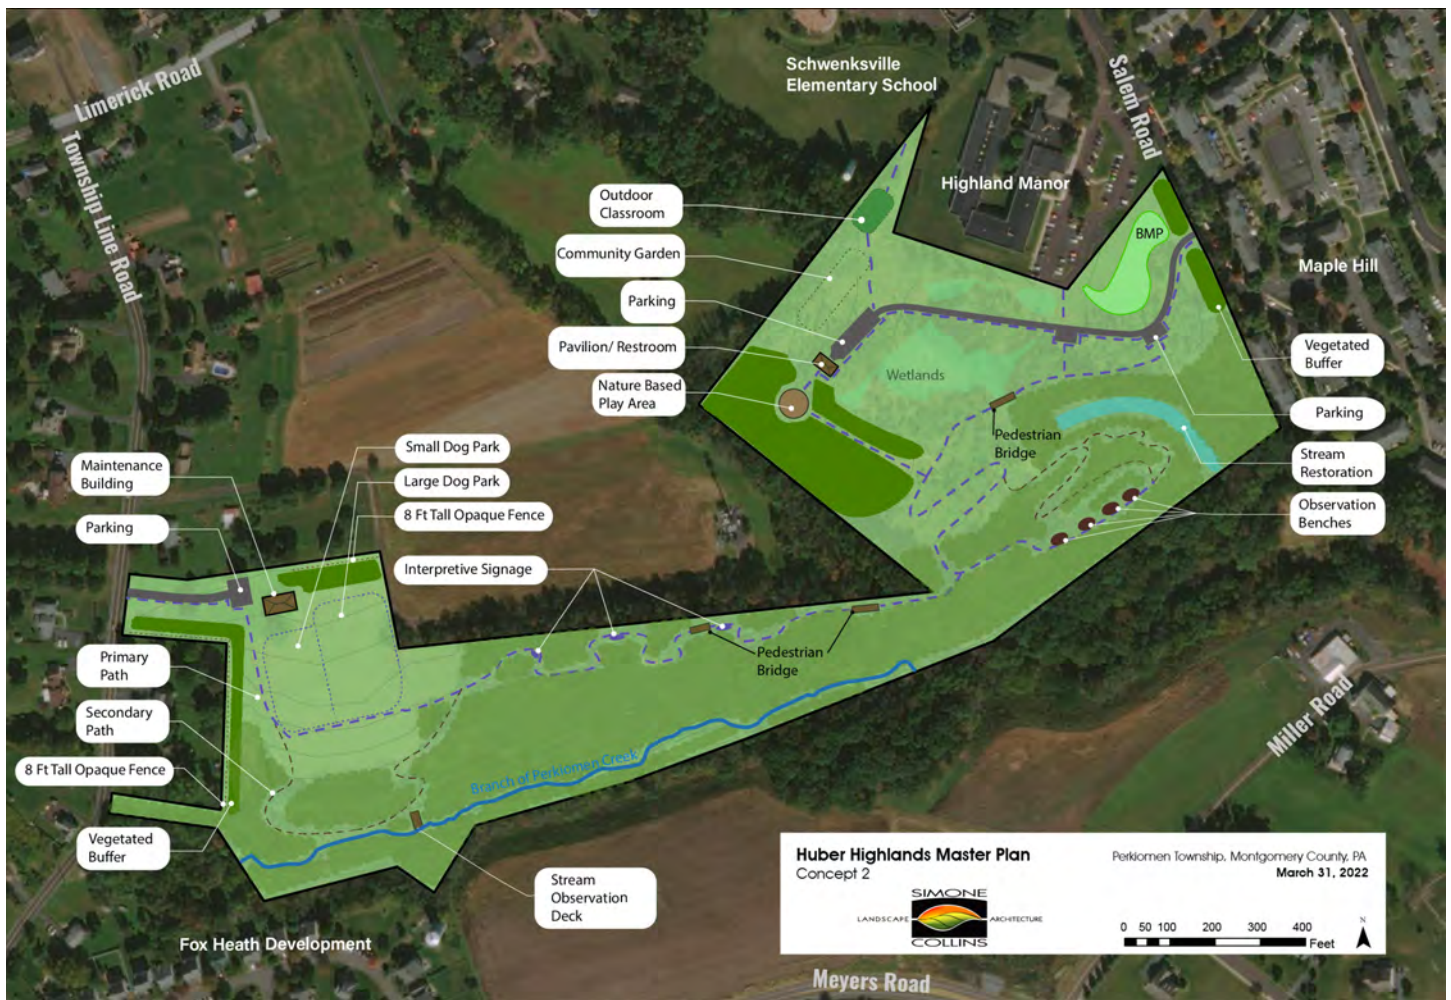 Limerick Road
Township Line Road
Schwenksville
Elementary School
Salem Road
Highland Manor
Outdoor
Classroom
Community Garden
Parking
Pavilion/ Restroom
Nature Based
Play Area
BMP
Maple Hill
Wetlands
Vegetated
Buffer
Parking
Pedestrian
Bridge
Stream
Restoration
Observation
Benches
Small Dog Park
Large Dog Park
8 Ft Tall Opaque Fence
Maintenance
Building
Parking
Interpretive Signage
Primary
Path
Secondary
Path
8 Ft Tall Opaque Fence
Vegetated
Buffer
Pedestrian
Bridge
Branch of Perkiomen Creek
Stream
Observation
Deck
Miller Road
Fox Heath Development
Meyers Road
Huber Highlands Master Plan
Concept 2
Perkiomen Township, Montgomery County, PA
March 31, 2022
SIMONE
LANDSCAPE ARCHITECTURE
COLLINS
0 50 100 200 300 400
Feet
N